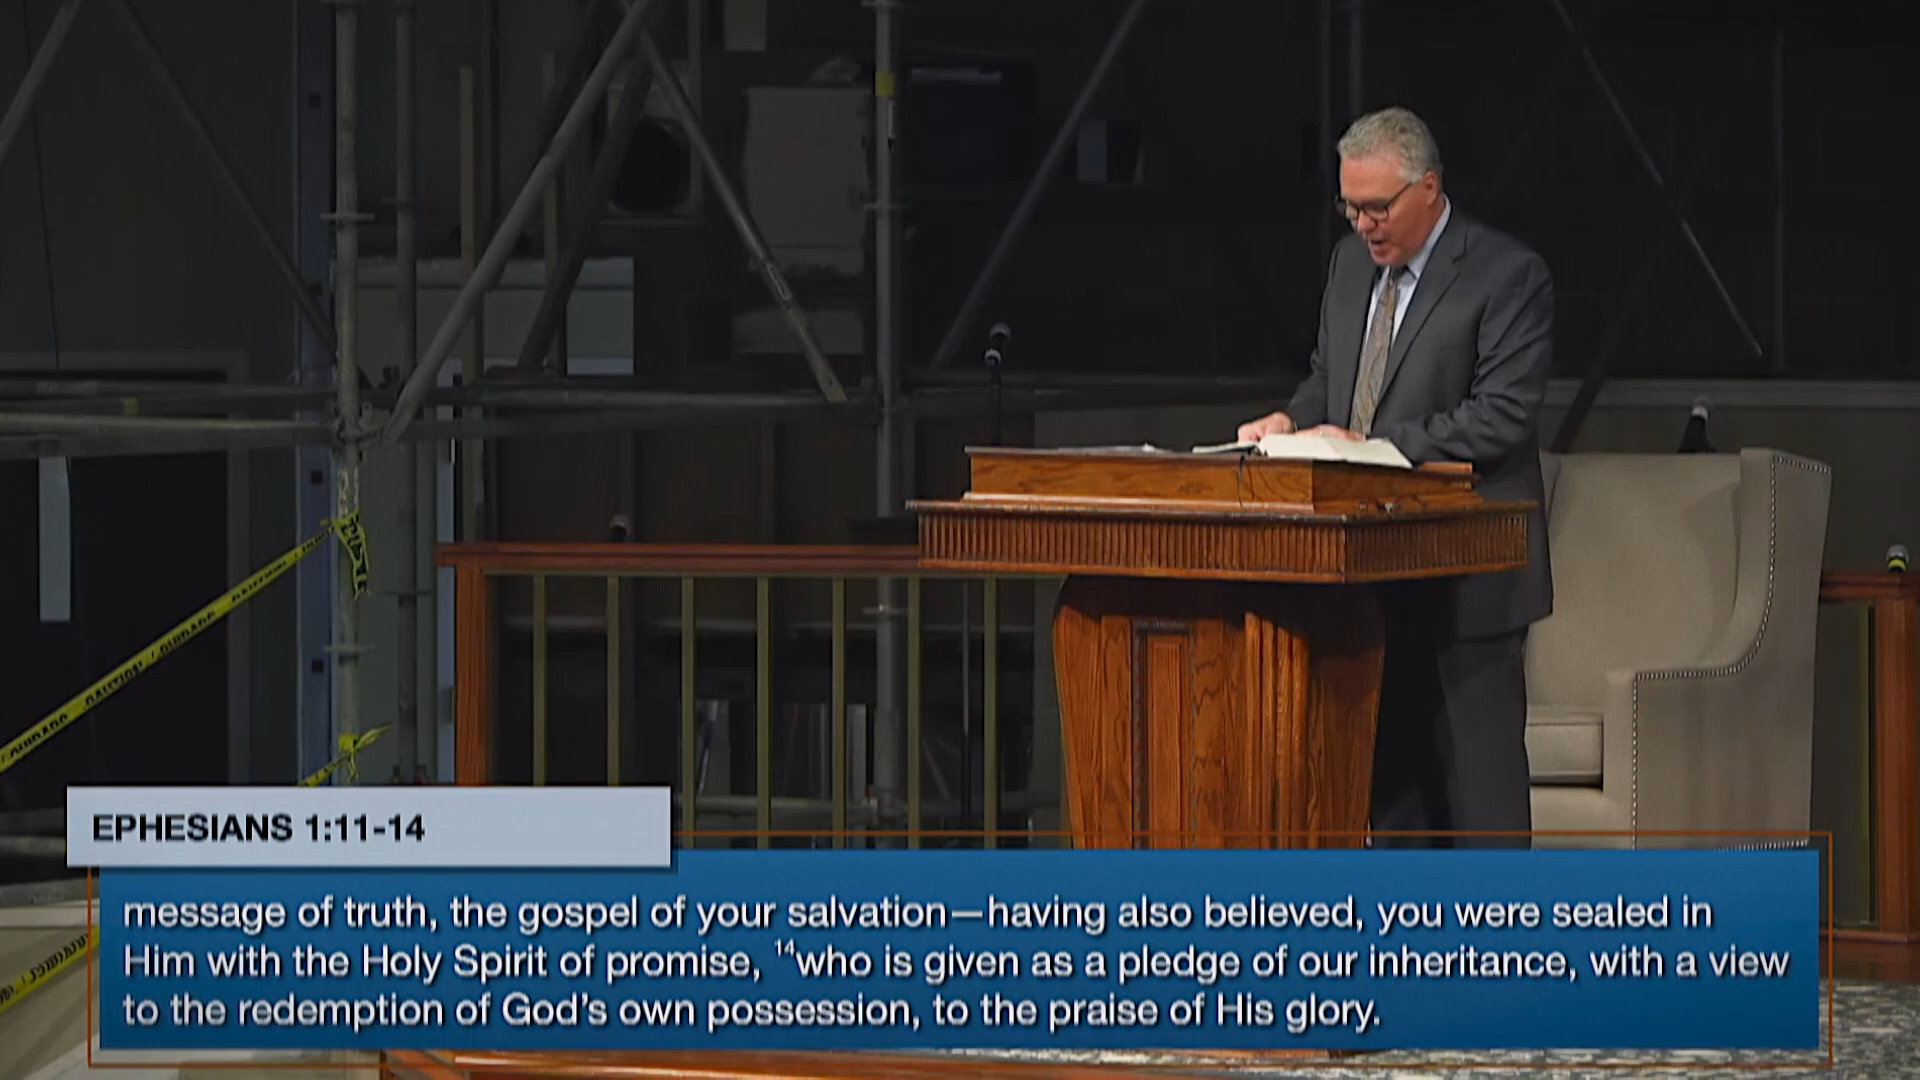 EPHESIANS 1:11-14
message of truth, the gospel of your salvation—having also believed, you were sealed in
Him with the Holy Spirit of promise, ¹⁴who is given as a pledge of our inheritance, with a view
to the redemption of God's own possession, to the praise of His glory.
CAUTION / CUIDADO